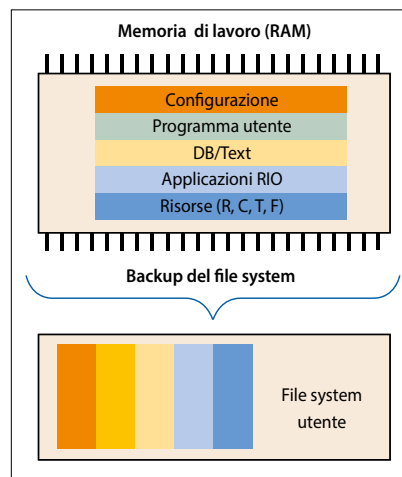 Memoria di lavoro (RAM)
Configurazione
Programma utente
DB/Text
Applicazioni RIO
Risorse (R, C, T, F)
Backup del file system
File system
utente